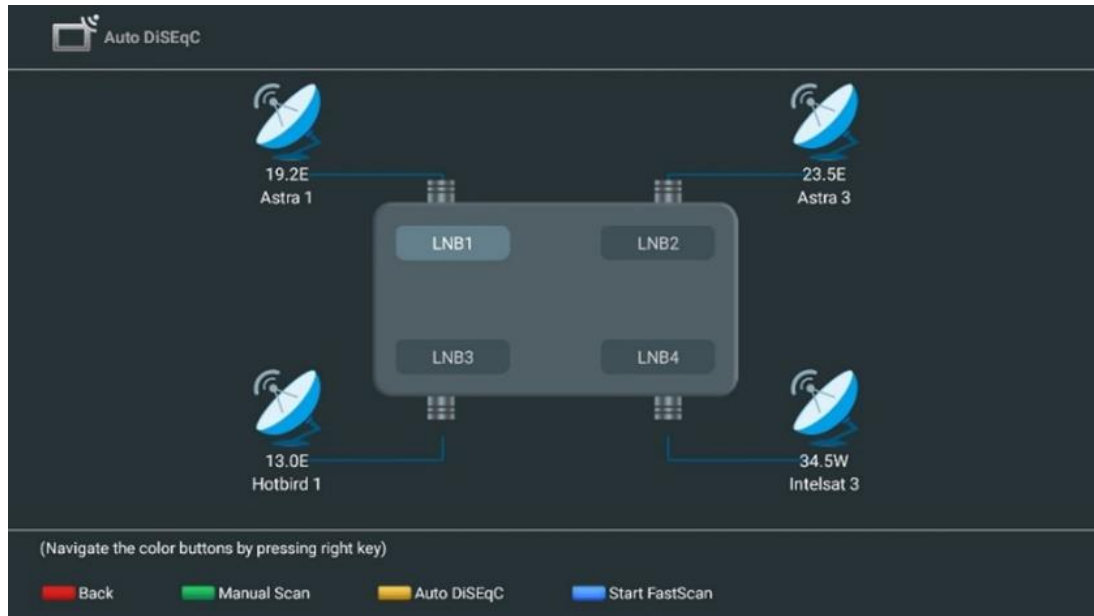 Auto DiSEqC
19.2E
Astra 1
23.5E
Astra 3
LNB1
LNB2
LNB3
LNB4
13.0E
Hotbird 1
34.5W
Intelsat 3
(Navigate the color buttons by pressing right key)
Back
Manual Scan
Auto DiSEqC
Start FastScan